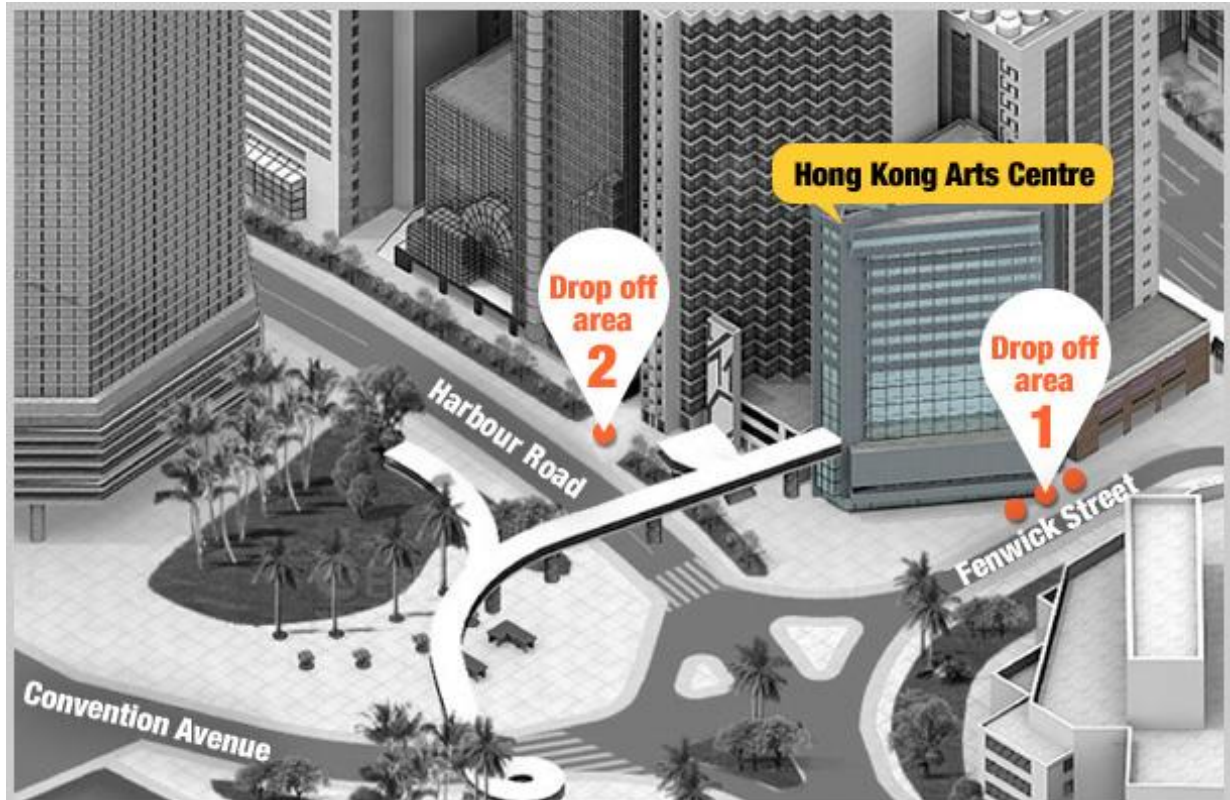 Hong Kong Arts Centre
Drop off
area
2
Drop off
area
1
Harbour Road
Fenwick Street
Convention Avenue